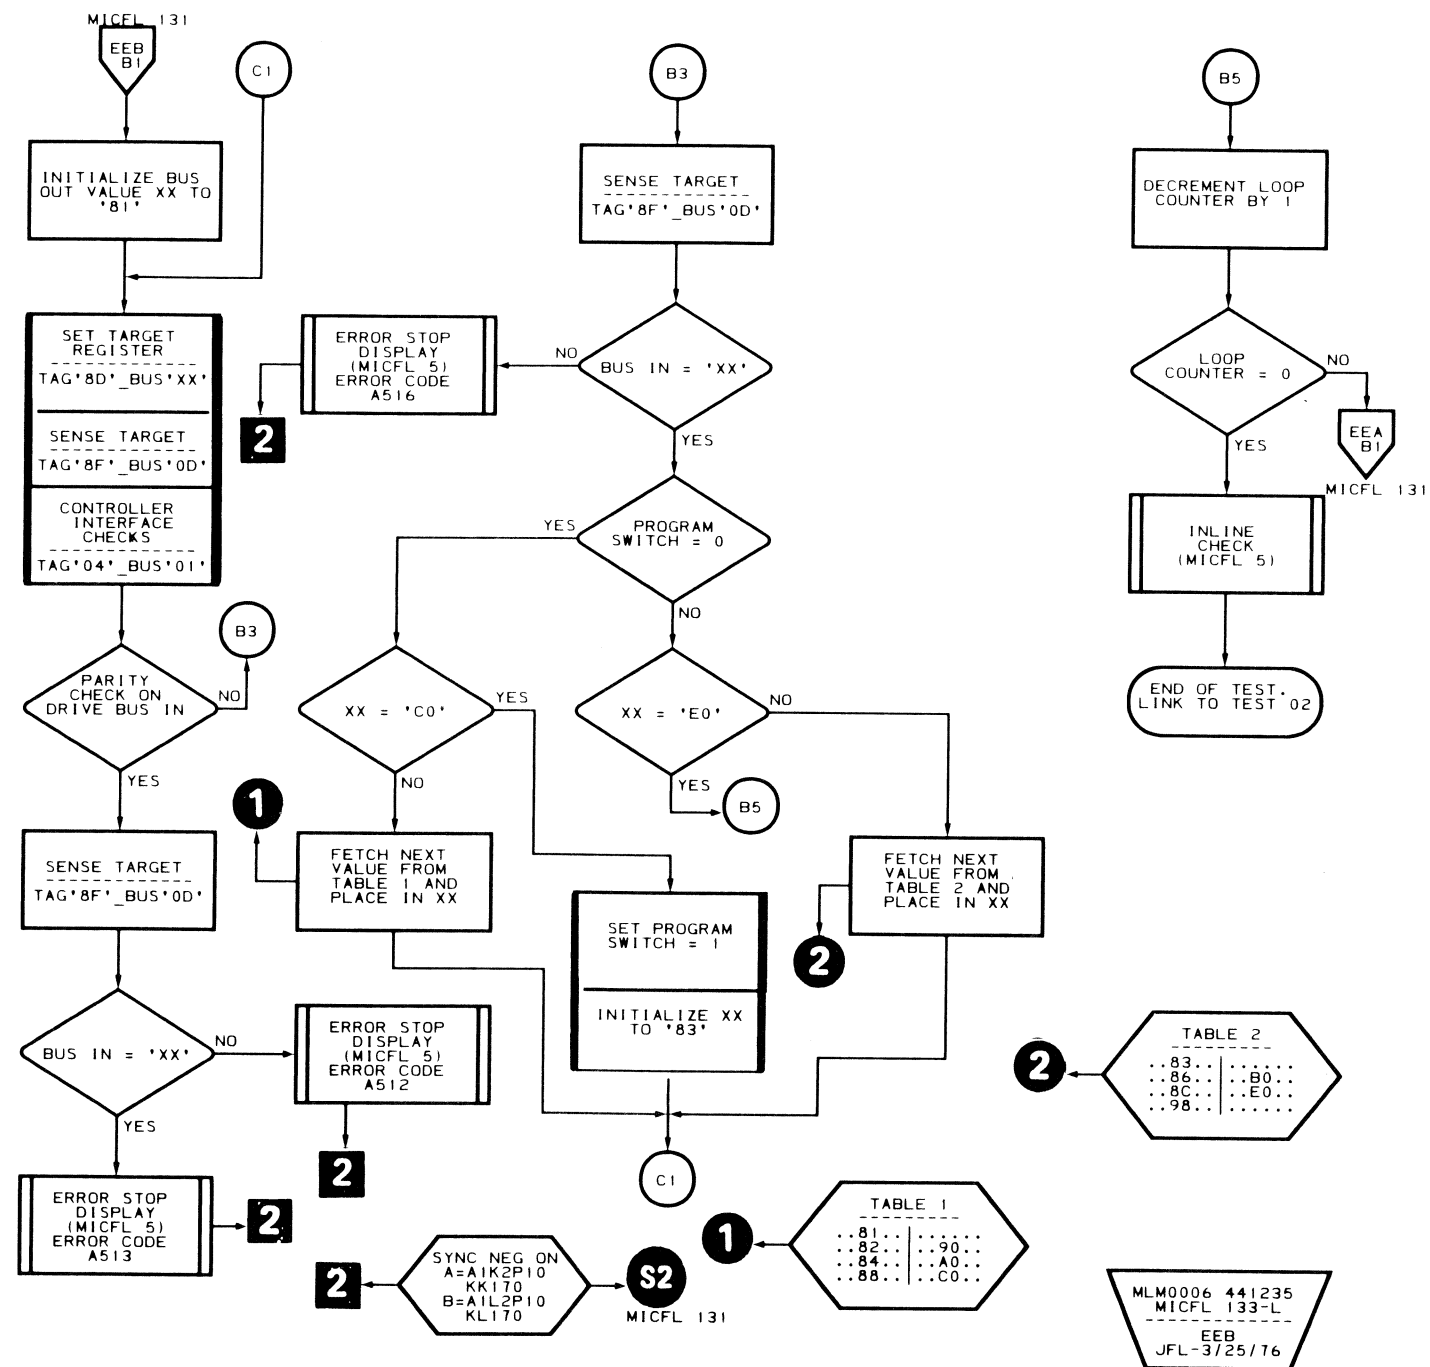 MICFL 131
EEB
B1
C1
INITIALIZE BUS
OUT VALUE XX TO
'81'
SET TARGET
REGISTER
TAG'8D'_BUS'XX'
SENSE TARGET
TAG'8F'_BUS'0D'
CONTROLLER
INTERFACE
CHECKS
TAG'04'_BUS'01'
B3
PARITY
CHECK ON
DRIVE BUS IN
NO
YES
SENSE TARGET
TAG'8F'_BUS'0D'
BUS IN = 'XX'
NO
YES
ERROR STOP
DISPLAY
(MICFL 5)
ERROR CODE
A512
2
ERROR STOP
DISPLAY
(MICFL 5)
ERROR CODE
A513
2
B3
SENSE TARGET
TAG'8F'_BUS'0D'
BUS IN = 'XX'
NO
YES
ERROR STOP
DISPLAY
(MICFL 5)
ERROR CODE
A516
2
PROGRAM
SWITCH = 0
YES
NO
XX = 'C0'
YES
NO
1
FETCH NEXT
VALUE FROM
TABLE 1 AND
PLACE IN XX
XX = 'E0'
NO
YES
B5
SET PROGRAM
SWITCH = 1
INITIALIZE XX
TO '83'
FETCH NEXT
VALUE FROM
TABLE 2 AND
PLACE IN XX
2
C1
B5
DECREMENT LOOP
COUNTER BY 1
LOOP
COUNTER = 0
NO
YES
EEA
B1
MICFL 131
INLINE
CHECK
(MICFL 5)
END OF TEST.
LINK TO TEST 02
2
TABLE 2
..83.. ......
..86.. ..B0..
..8C.. ..E0..
..98.. ......
1
TABLE 1
..81.. ......
..82.. ..90..
..84.. ..A0..
..88.. ..C0..
2
SYNC NEG ON
A=A1K2P10
KK170
B=A1L2P10
KL170
S2
MICFL 131
MLM0006 441235
MICFL 133-L
EEB
JFL-3/25/76